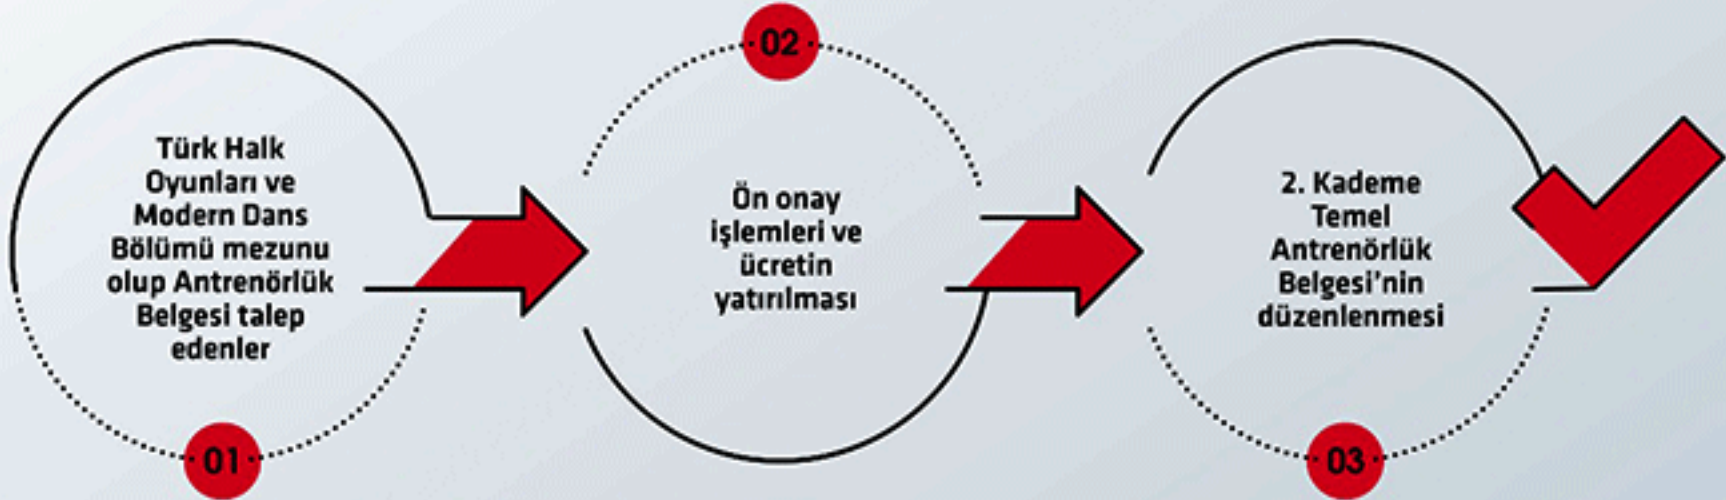 Türk Halk
Oyunları ve
Modern Dans
Bölümü mezunu
olup Antrenörlük
Belgesi talep
edenler
01
02
Ön onay
işlemleri ve
ücretin
yatırılması
2. Kademe
Temel
Antrenörlük
Belgesi'nin
düzenlenmesi
03